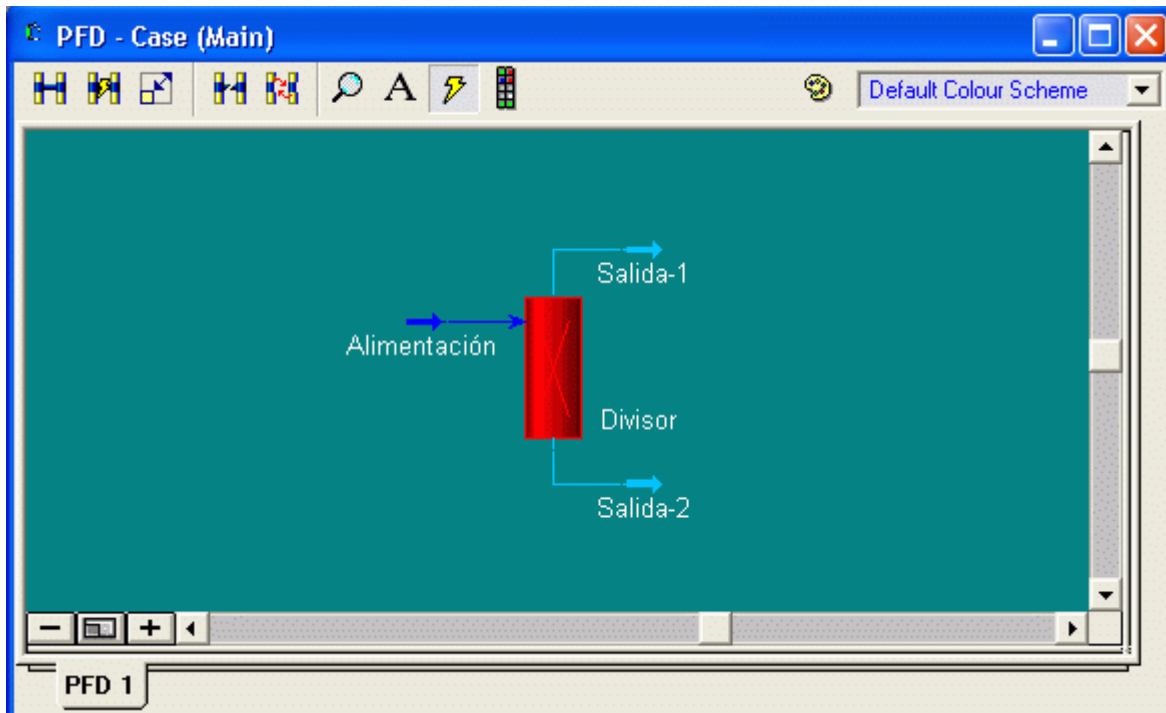 PFD - Case (Main)
A
Default Colour Scheme
Salida-1
Alimentación
Divisor
Salida-2
PFD 1